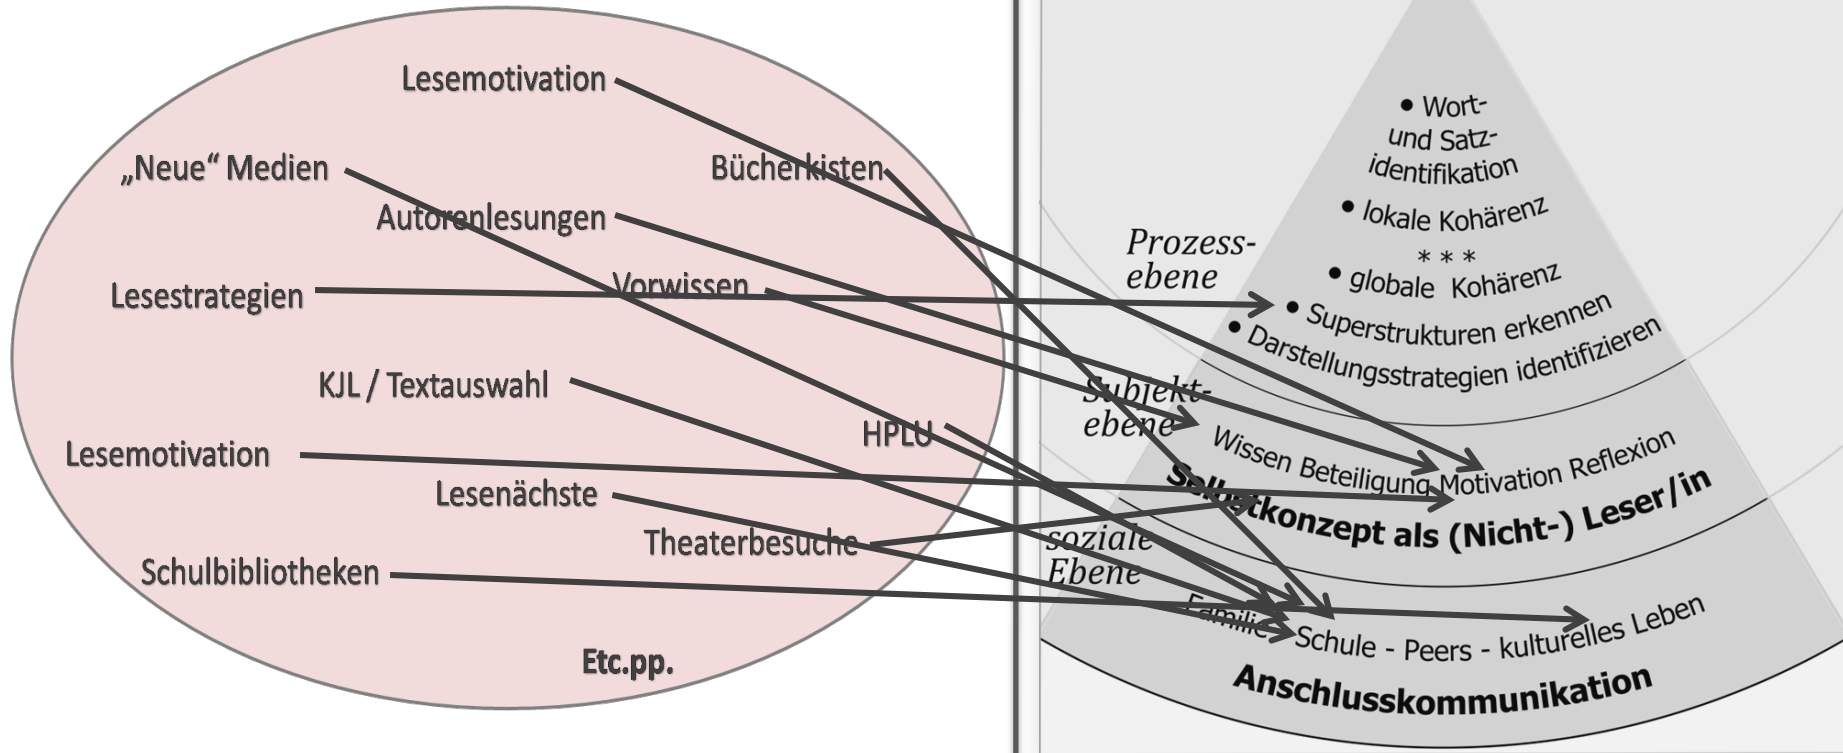 Lesemotivation
„Neue“ Medien
Bücherkisten
Autorenlesungen
Vorwissen
Lesestrategien
KJL / Textauswahl
HPLU
Lesemotivation
Lesenächste
Theaterbesuche
Schulbibliotheken
Etc.pp.
Prozess-
ebene
• Wort-
und Satz-
identifikation
• lokale Kohärenz
* * *
• globale Kohärenz
• Superstrukturen erkennen
• Darstellungsstrategien identifizieren
Subjekt-
ebene
Wissen Beteiligung Motivation Reflexion
Selbstkonzept als (Nicht-) Leser/in
soziale
Ebene
Familie - Schule - Peers - kulturelles Leben
Anschlusskommunikation